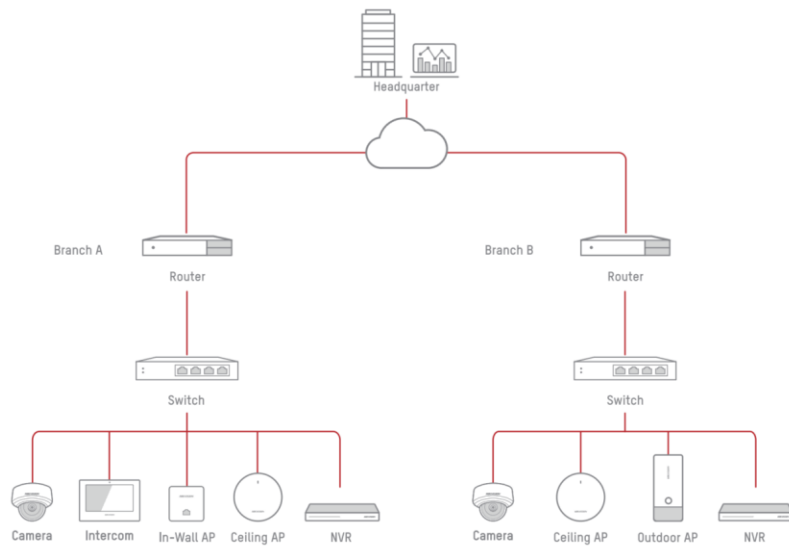 Headquarter
Branch A
Branch B
Router
Router
Switch
Switch
Camera
Intercom
In-Wall AP
Ceiling AP
NVR
Camera
Ceiling AP
Outdoor AP
NVR